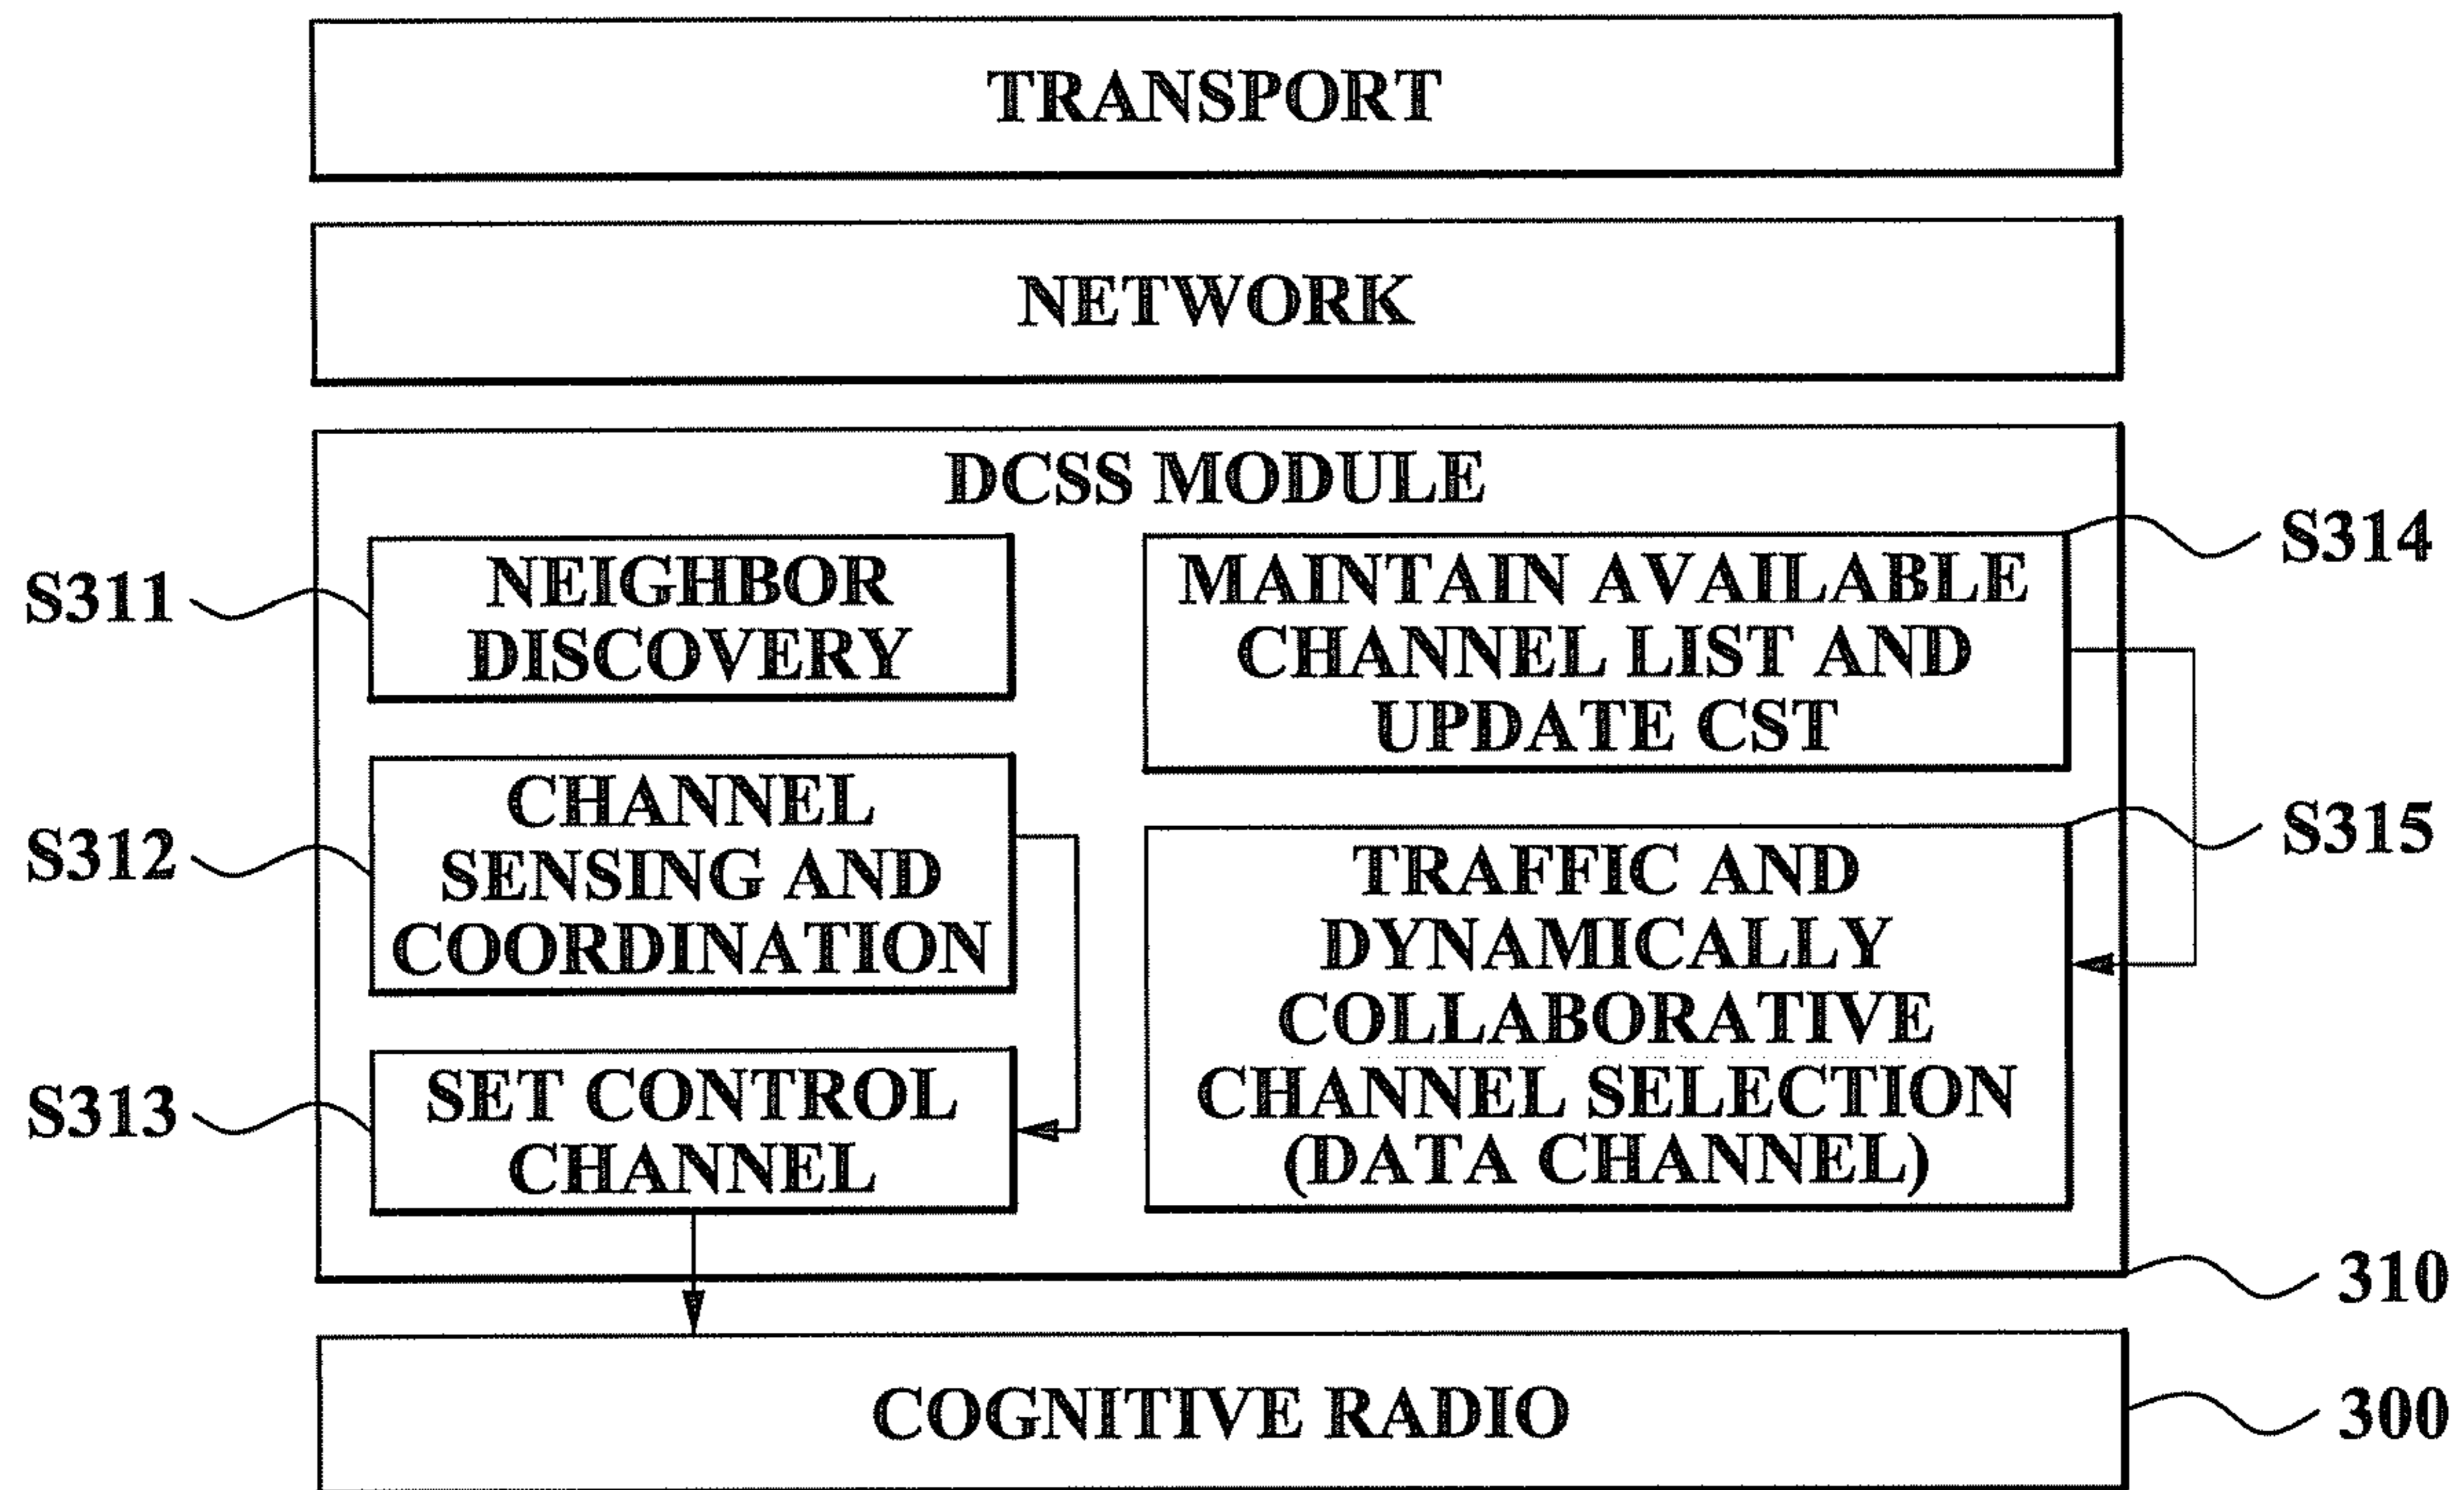 TRANSPORT
NETWORK
DCSS MODULE
S311
NEIGHBOR
DISCOVERY
S312
CHANNEL
SENSING AND
COORDINATION
S313
SET CONTROL
CHANNEL
S314
MAINTAIN AVAILABLE
CHANNEL LIST AND
UPDATE CST
S315
TRAFFIC AND
DYNAMICALLY
COLLABORATIVE
CHANNEL SELECTION
(DATA CHANNEL)
310
COGNITIVE RADIO
300